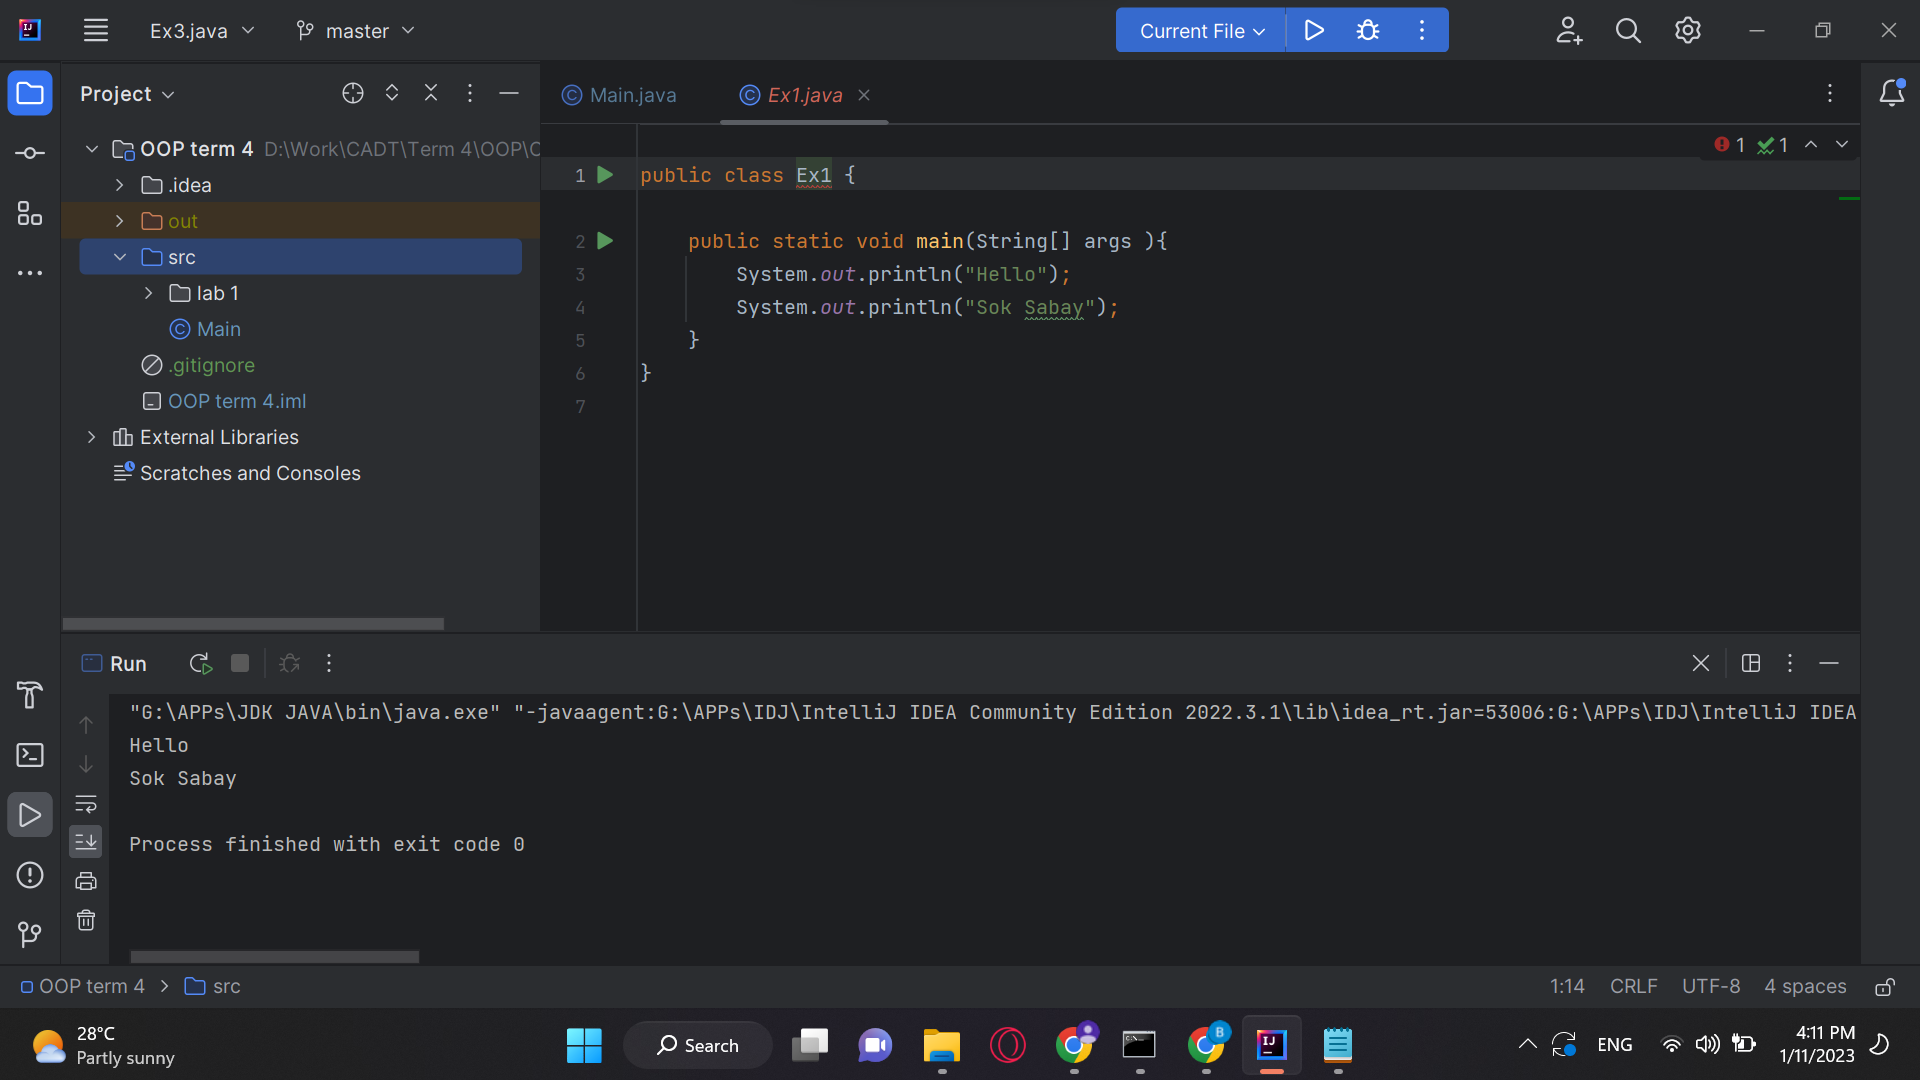 Ex3.java
master
Current File
Project
Main.java
Ex1.java
OOP term 4 D:\Work\CADT\Term 4\OOP\
.idea
out
src
lab 1
Main
.gitignore
OOP term 4.iml
External Libraries
Scratches and Consoles
1 1
1 public class Ex1 {
2 public static void main(String[] args ){
3 System.out.println("Hello");
4 System.out.println("Sok Sabay");
5 }
6 }
7
Run
"G:\APPs\JDK JAVA\bin\java.exe" "-javaagent:G:\APPs\IDJ\IntelliJ IDEA Community Edition 2022.3.1\lib\idea_rt.jar=53006:G:\APPs\IDJ\IntelliJ IDEA
Hello
Sok Sabay
Process finished with exit code 0
OOP term 4 > src
1:14 CRLF UTF-8 4 spaces
28°C
Partly sunny
Search
ENG
4:11 PM
1/11/2023